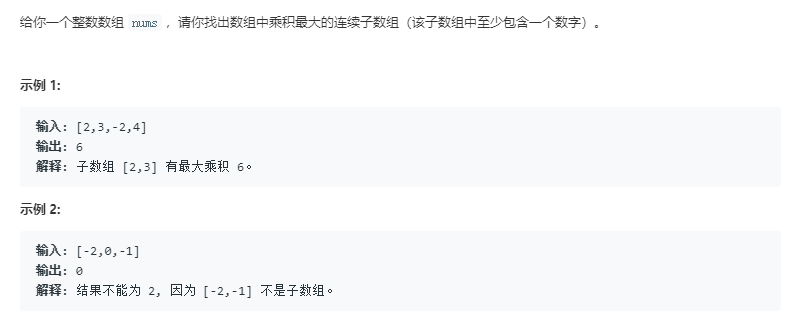 给你一个整数数组 nums ，请你找出数组中乘积最大的连续子数组（该子数组中至少包含一个数字）。
示例 1:
输入: [2,3,-2,4]
输出: 6
解释: 子数组 [2,3] 有最大乘积 6。
示例 2:
输入: [-2,0,-1]
输出: 0
解释: 结果不能为 2, 因为 [-2,-1] 不是子数组。